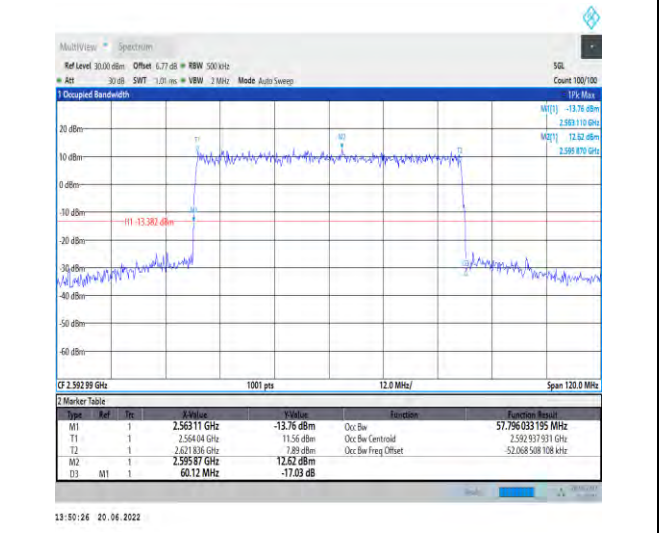 MultiView Spectrum
Ref Level 30.00 dBm Offset 6.77 dB RBW 500 kHz SGL
Att 30 dB SWT 1.01 ms VBW 2 MHz Mode Auto Sweep Count 100/100
1 Occupied Bandwidth 1Pk Max
M1[1] -13.76 dBm
2.563110 GHz
M2[1] 12.62 dBm
2.595 870 GHz
20 dBm
T1 M2 T2
10 dBm
0 dBm
-10 dBm
M1
H1 -13.382 dBm
-20 dBm
-30 dBm
-40 dBm
-50 dBm
-60 dBm
CF 2.592 99 GHz 1001 pts 12.0 MHz/ Span 120.0 MHz
2 Marker Table
Type Ref Trc X-Value Y-Value Function Function Result
M1 1 2.563 11 GHz -13.76 dBm Occ Bw 57.796 033 195 MHz
T1 1 2.564 04 GHz 11.56 dBm Occ Bw Centroid 2.592 937 931 GHz
T2 1 2.621 836 GHz 7.89 dBm Occ Bw Freq Offset -52.068 508 108 kHz
M2 1 2.595 87 GHz 12.62 dBm
D3 M1 1 60.12 MHz -17.03 dB
13:50:26 20.06.2022